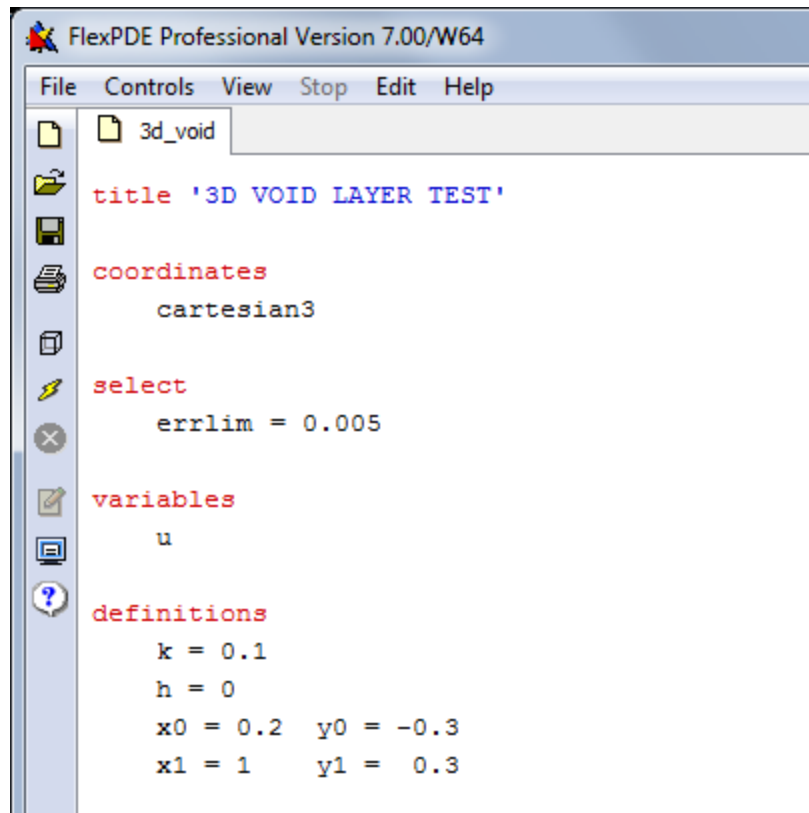 FlexPDE Professional Version 7.00/W64
File Controls View Stop Edit Help
3d_void
title '3D VOID LAYER TEST'
coordinates
cartesian3
select
errlim = 0.005
variables
u
definitions
k = 0.1
h = 0
x0 = 0.2 y0 = -0.3
x1 = 1 y1 = 0.3